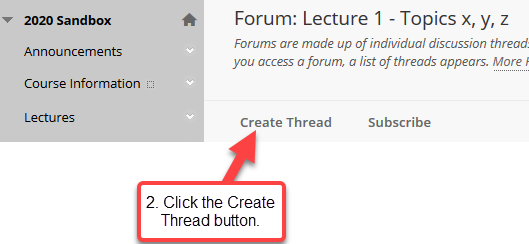 2020 Sandbox
Announcements
Course Information
Lectures
Forum: Lecture 1 - Topics x, y, z
Forums are made up of individual discussion threads
you access a forum, a list of threads appears. More
Create Thread
Subscribe
2. Click the Create
Thread button.